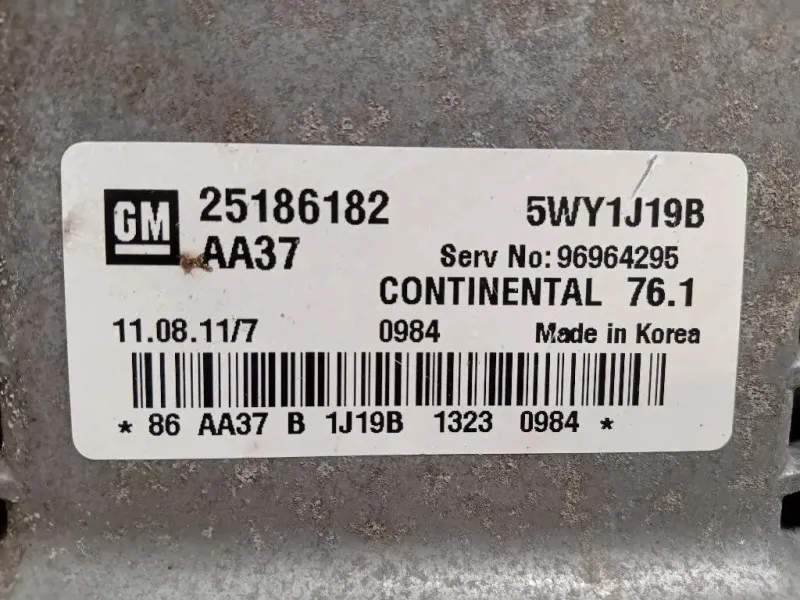 GM 25186182 5WY1J19B
AA37 Serv No: 96964295
CONTINENTAL 76.1
11.08.11/7 0984 Made in Korea
* 86 AA37 B 1J19B 1323 0984 *